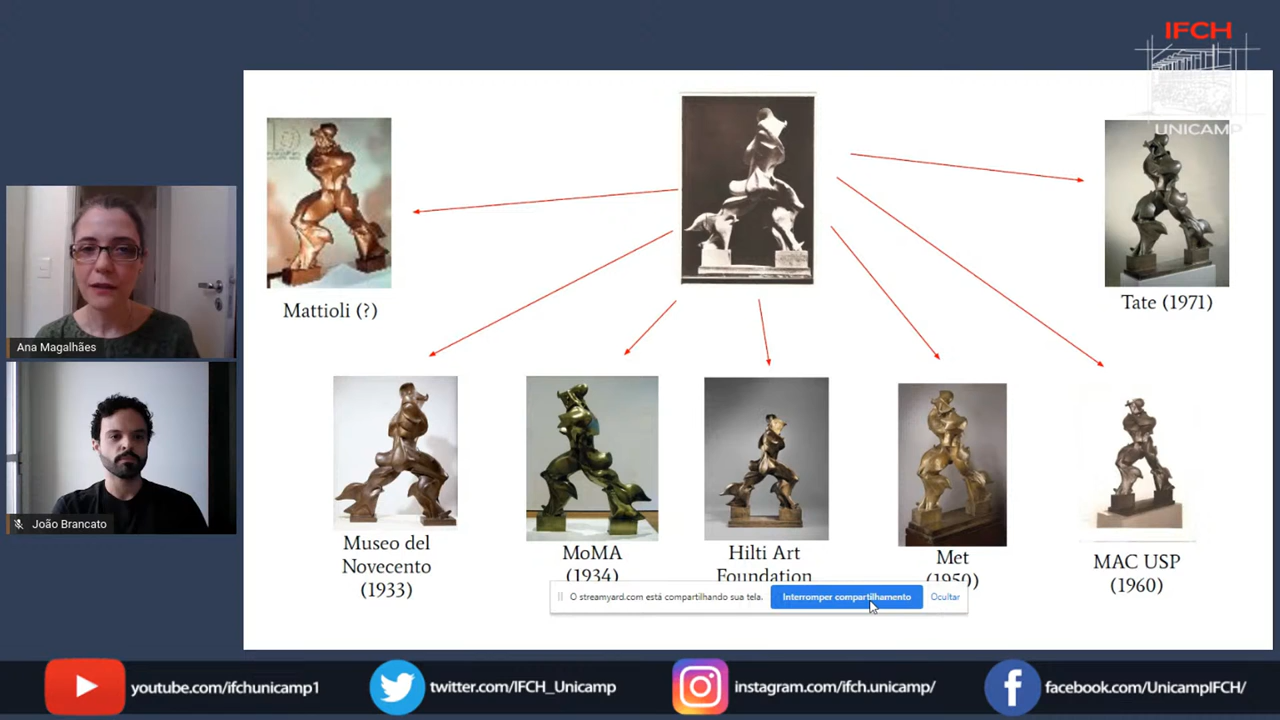 IFCH
UNICAMP
Mattioli (?)
Tate (1971)
Museo del
Novecento
(1933)
MoMA
(1934)
Hilti Art
Foundation
Met
(1950)
MAC USP
(1960)
Ana Magalhães
João Brancato
O streamyard.com está compartilhando sua tela.
Interromper compartilhamento
Ocultar
youtube.com/ifchunicamp1
twitter.com/IFCH_Unicamp
instagram.com/ifch.unicamp/
facebook.com/UnicampIFCH/